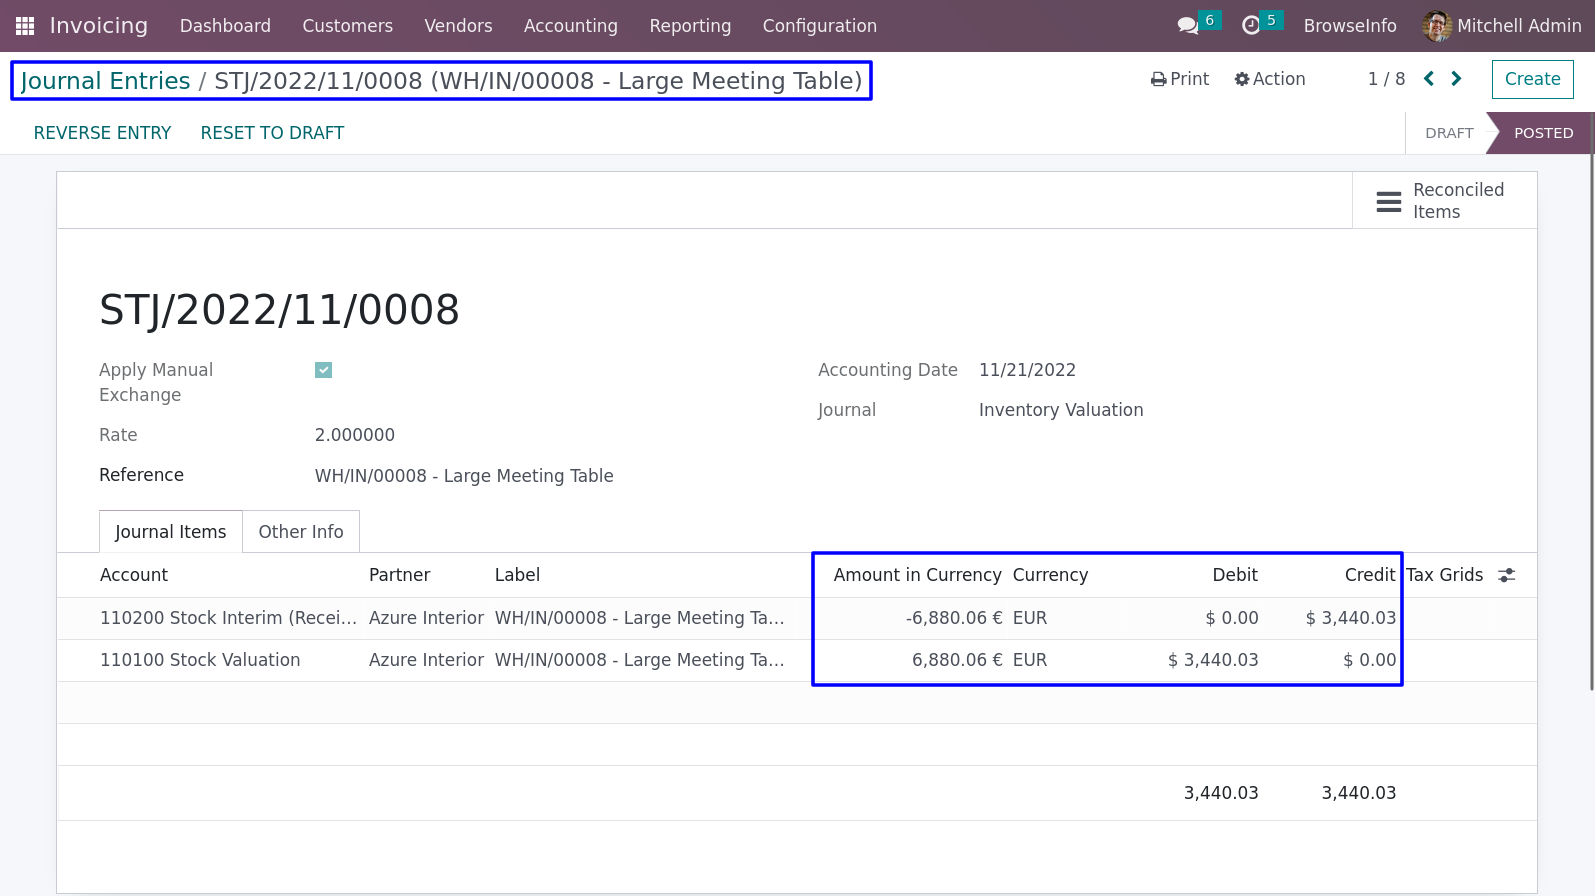 Invoicing Dashboard Customers Vendors Accounting Reporting Configuration 6 5 BrowseInfo Mitchell Admin
Journal Entries / STJ/2022/11/0008 (WH/IN/00008 - Large Meeting Table) Print Action 1 / 8 Create
REVERSE ENTRY RESET TO DRAFT DRAFT POSTED
Reconciled
Items
STJ/2022/11/0008
Apply Manual
Exchange
Accounting Date 11/21/2022
Journal Inventory Valuation
Rate 2.000000
Reference WH/IN/00008 - Large Meeting Table
Journal Items Other Info
Account Partner Label Amount in Currency Currency Debit Credit Tax Grids
110200 Stock Interim (Recei... Azure Interior WH/IN/00008 - Large Meeting Ta... -6,880.06 € EUR $ 0.00 $ 3,440.03
110100 Stock Valuation Azure Interior WH/IN/00008 - Large Meeting Ta... 6,880.06 € EUR $ 3,440.03 $ 0.00
3,440.03 3,440.03